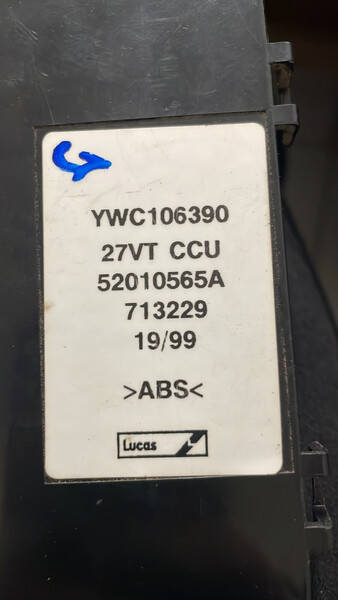 YWC106390
27VT CCU
52010565A
713229
19/99
>ABS<
Lucas